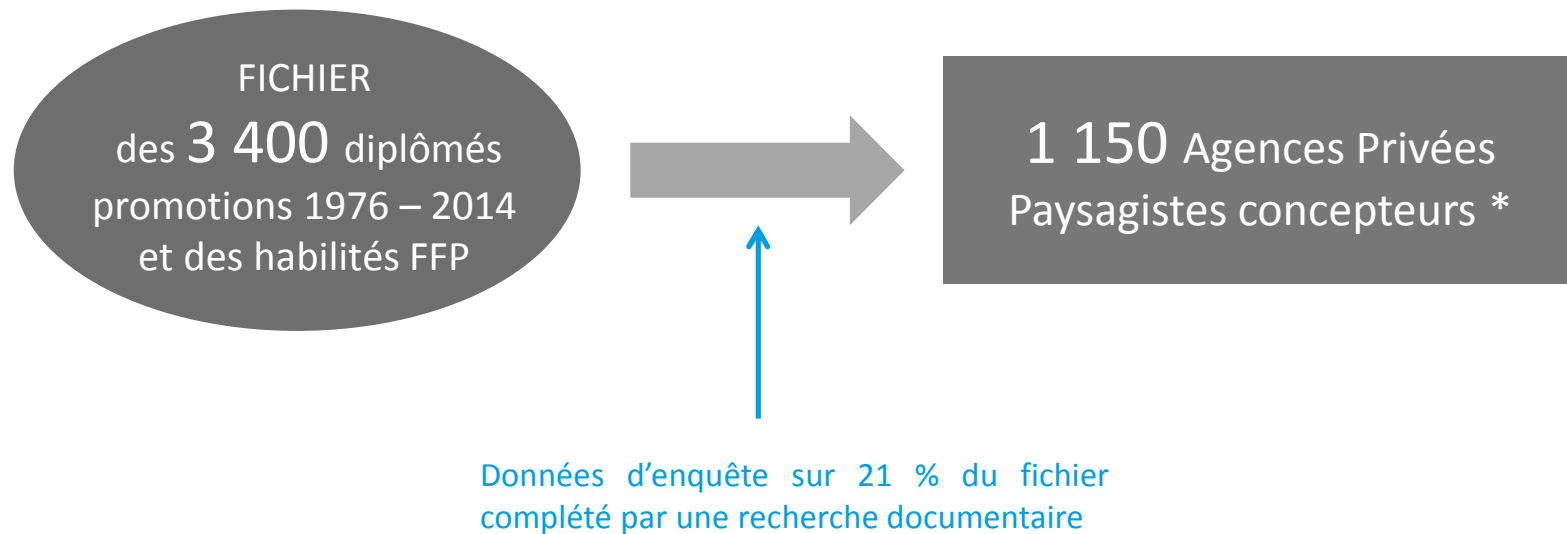 FICHIER
des 3 400 diplômés
promotions 1976 – 2014
et des habilités FFP
1 150 Agences Privées
Paysagistes concepteurs *
Données d’enquête sur 21 % du fichier
complété par une recherche documentaire